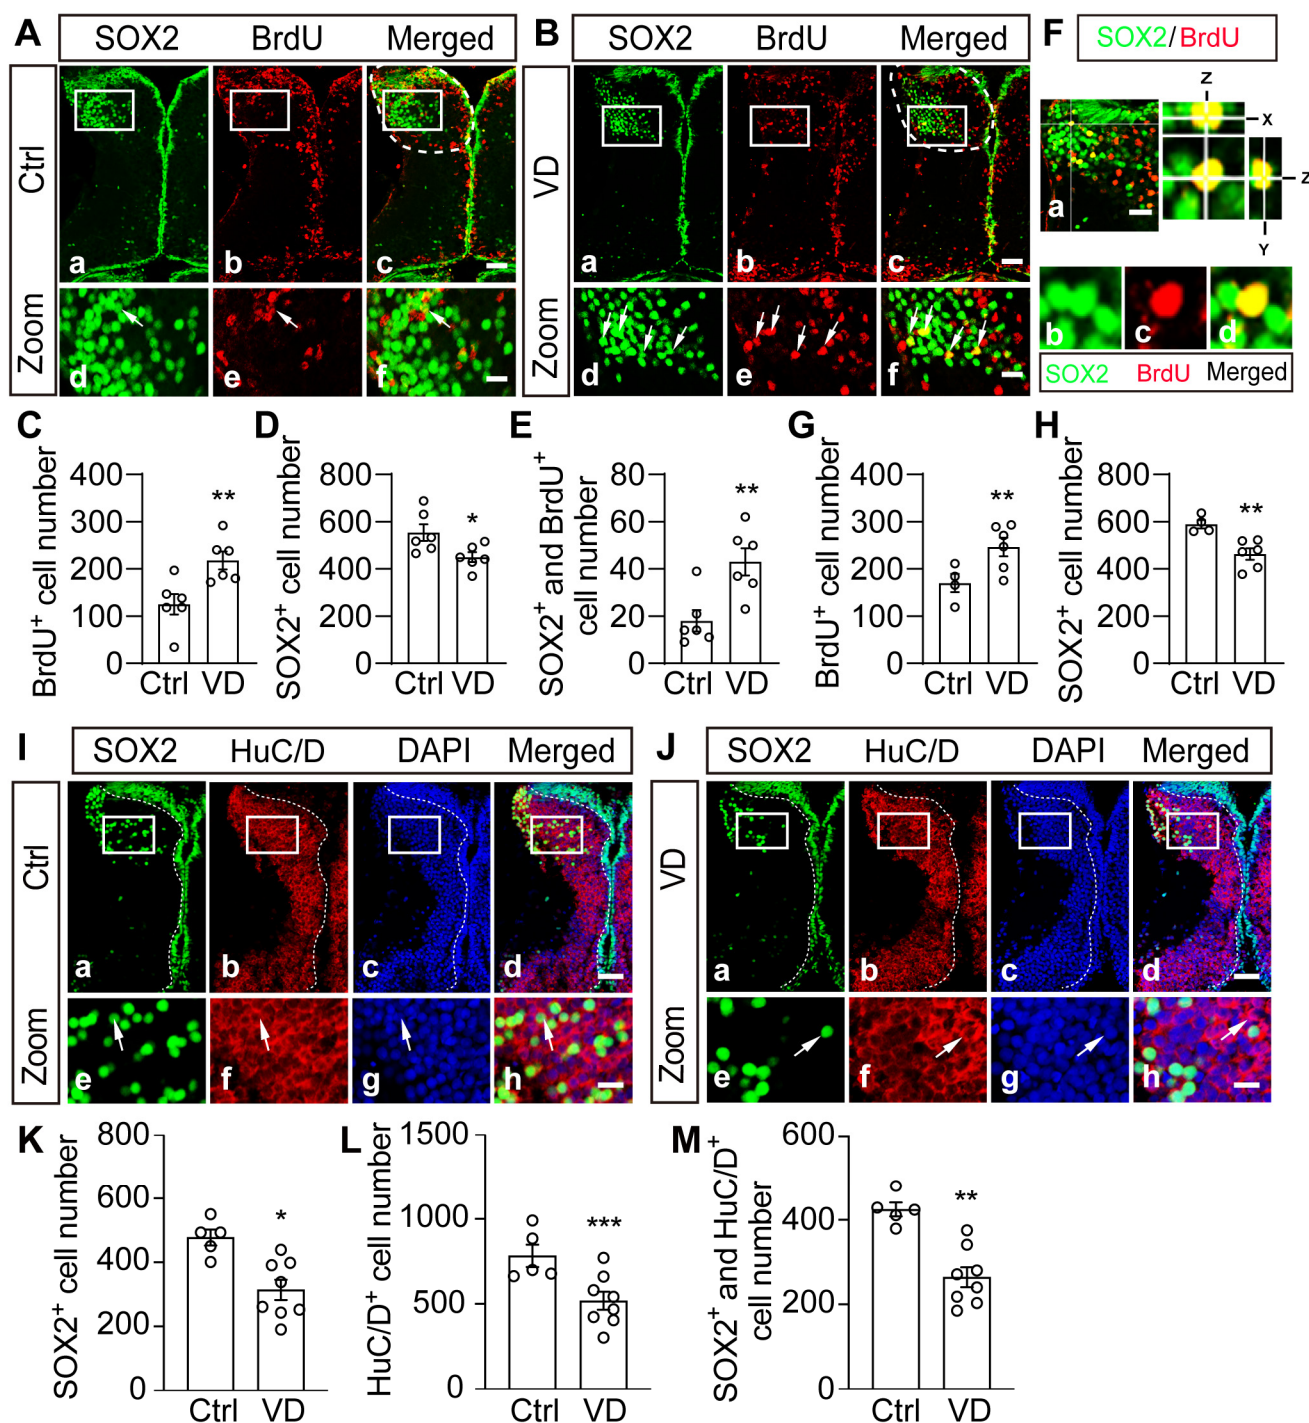 A SOX2 BrdU Merged
B SOX2 BrdU Merged
F SOX2/BrdU
Ctrl
a b c
VD
a b c
Z
X
a
Z
Y
Zoom
d e f
Zoom
d e f
b c d
SOX2 BrdU Merged
C
BrdU+ cell number
400
300
200
100
0
**
Ctrl VD
D
SOX2+ cell number
800
600
400
200
0
*
Ctrl VD
E
SOX2+ and BrdU+
cell number
80
60
40
20
0
**
Ctrl VD
G
BrdU+ cell number
400
300
200
100
0
**
Ctrl VD
H
SOX2+ cell number
800
600
400
200
0
**
Ctrl VD
I SOX2 HuC/D DAPI Merged
Ctrl
a b c d
Zoom
e f g h
J SOX2 HuC/D DAPI Merged
VD
a b c d
Zoom
e f g h
K
SOX2+ cell number
800
600
400
200
0
*
Ctrl VD
L
HuC/D+ cell number
1500
1000
500
0
***
Ctrl VD
M
SOX2+ and HuC/D+
cell number
600
400
200
0
**
Ctrl VD